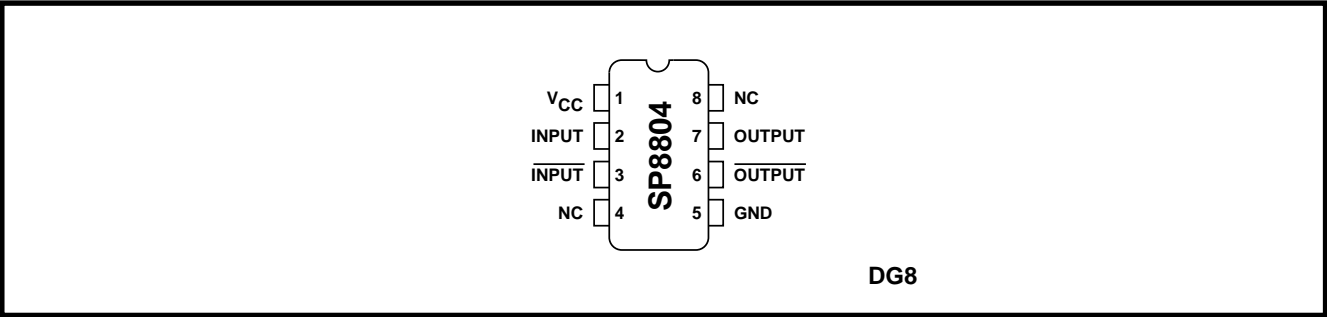 VCC 1 8 NC
INPUT 2 7 OUTPUT
INPUT 3 6 OUTPUT
NC 4 5 GND
SP8804
DG8